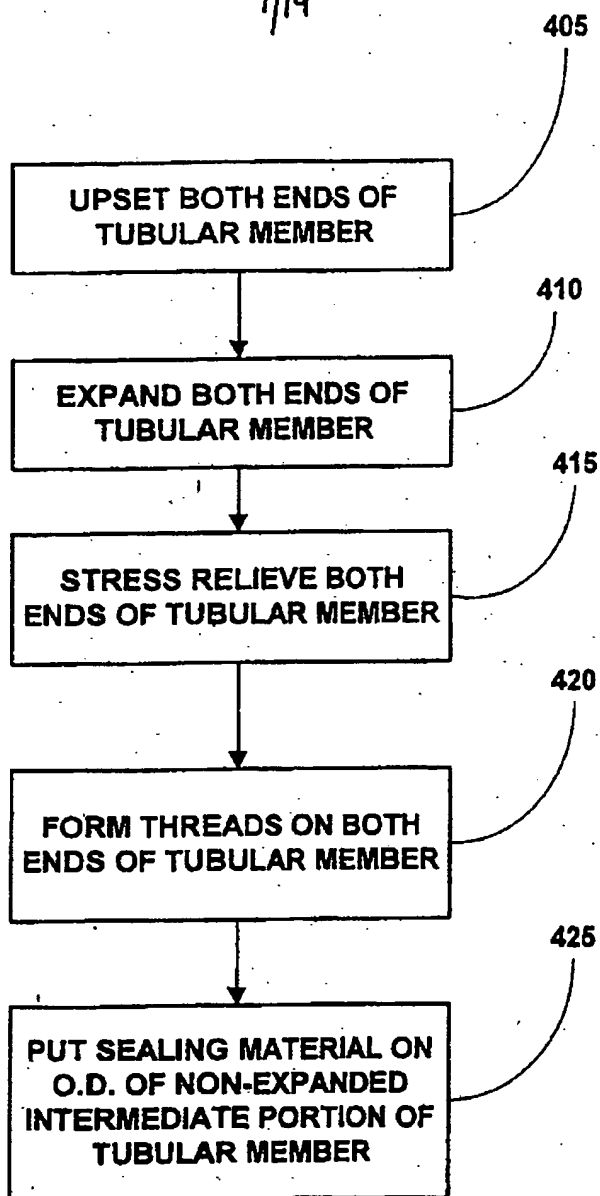 7/19
405
UPSET BOTH ENDS OF
TUBULAR MEMBER
410
EXPAND BOTH ENDS OF
TUBULAR MEMBER
415
STRESS RELIEVE BOTH
ENDS OF TUBULAR MEMBER
420
FORM THREADS ON BOTH
ENDS OF TUBULAR MEMBER
425
PUT SEALING MATERIAL ON
O.D. OF NON-EXPANDED
INTERMEDIATE PORTION OF
TUBULAR MEMBER